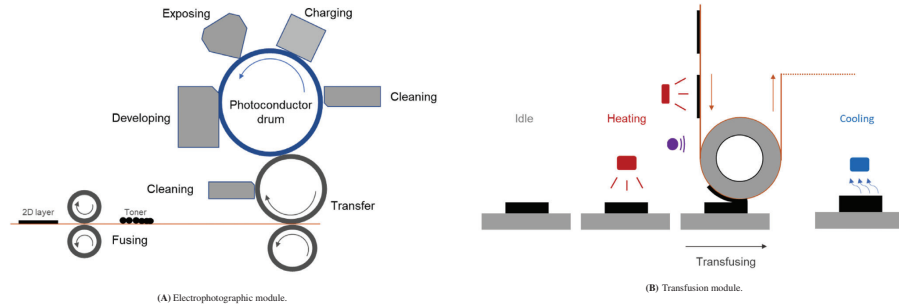 Exposing
Charging
Photoconductor
drum
Cleaning
Developing
Cleaning
Transfer
2D layer
Toner
Fusing
(A) Electrophotographic module.
Idle
Heating
Cooling
Transfusing
(B) Transfusion module.